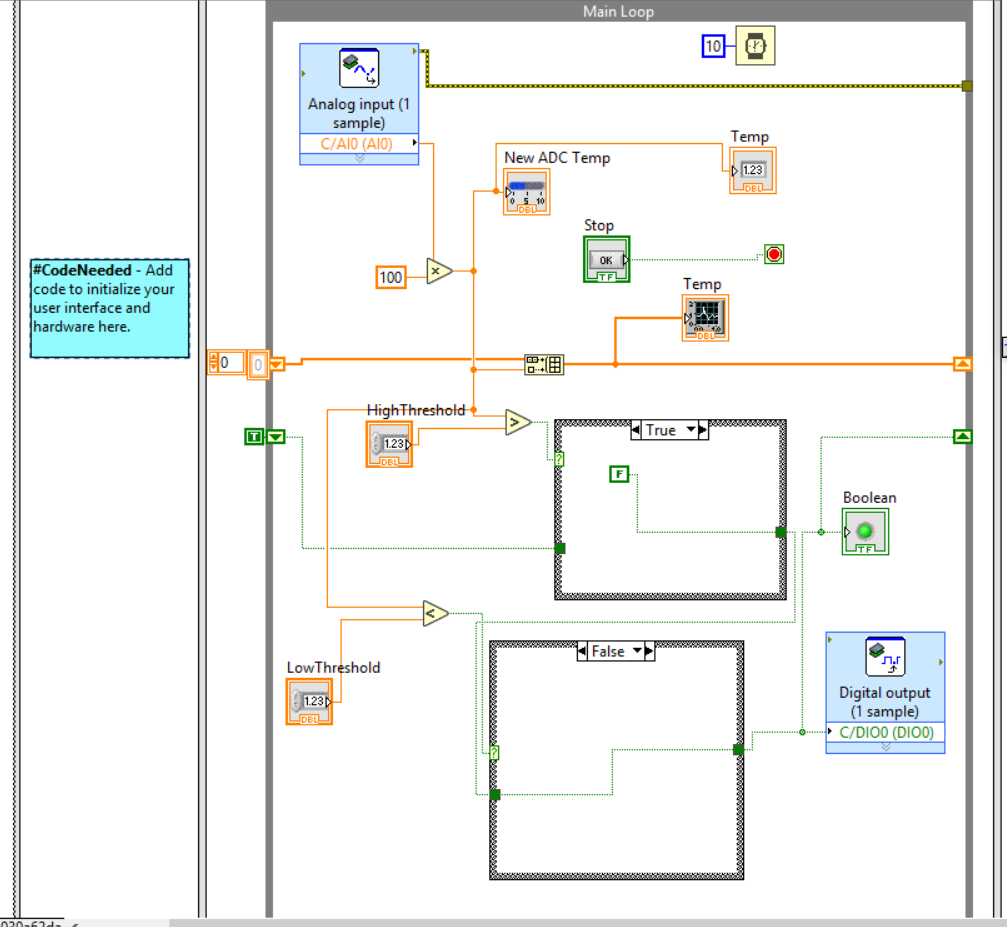 Main Loop
10
Analog input (1
sample)
C/AI0 (AI0)
Temp
1.23
DBL
New ADC Temp
0 5 10
DBL
Stop
OK
TF
100
×
#CodeNeeded - Add
code to initialize your
user interface and
hardware here.
Temp
DBL
0
0
HighThreshold
1.23
DBL
>
True
?
T
F
Boolean
TF
<
False
LowThreshold
1.23
DBL
?
Digital output
(1 sample)
C/DIO0 (DIO0)